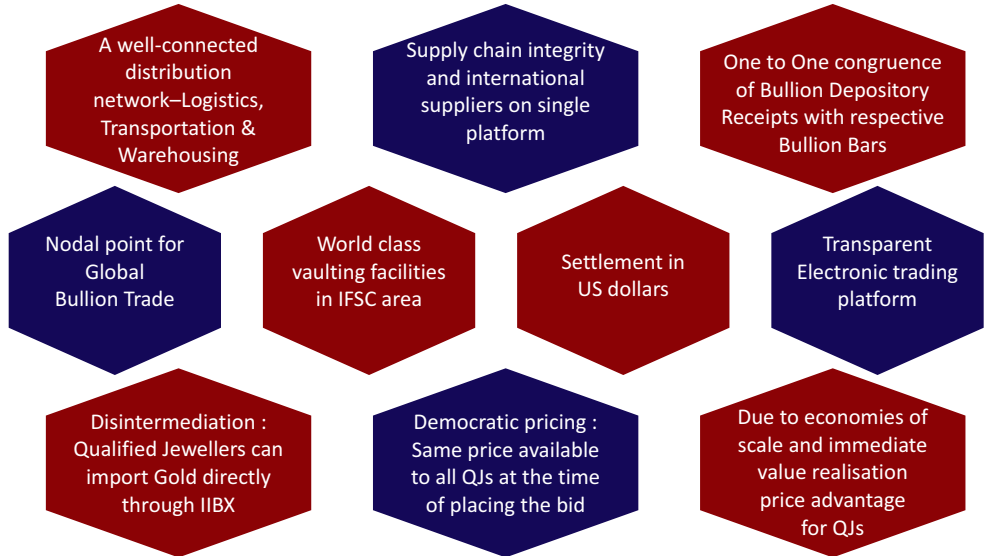 A well-connected
distribution
network–Logistics,
Transportation &
Warehousing
Supply chain integrity
and international
suppliers on single
platform
One to One congruence
of Bullion Depository
Receipts with respective
Bullion Bars
Nodal point for
Global
Bullion Trade
World class
vaulting facilities
in IFSC area
Settlement in
US dollars
Transparent
Electronic trading
platform
Disintermediation :
Qualified Jewellers can
import Gold directly
through IIBX
Democratic pricing :
Same price available
to all QJs at the time
of placing the bid
Due to economies of
scale and immediate
value realisation
price advantage
for QJs